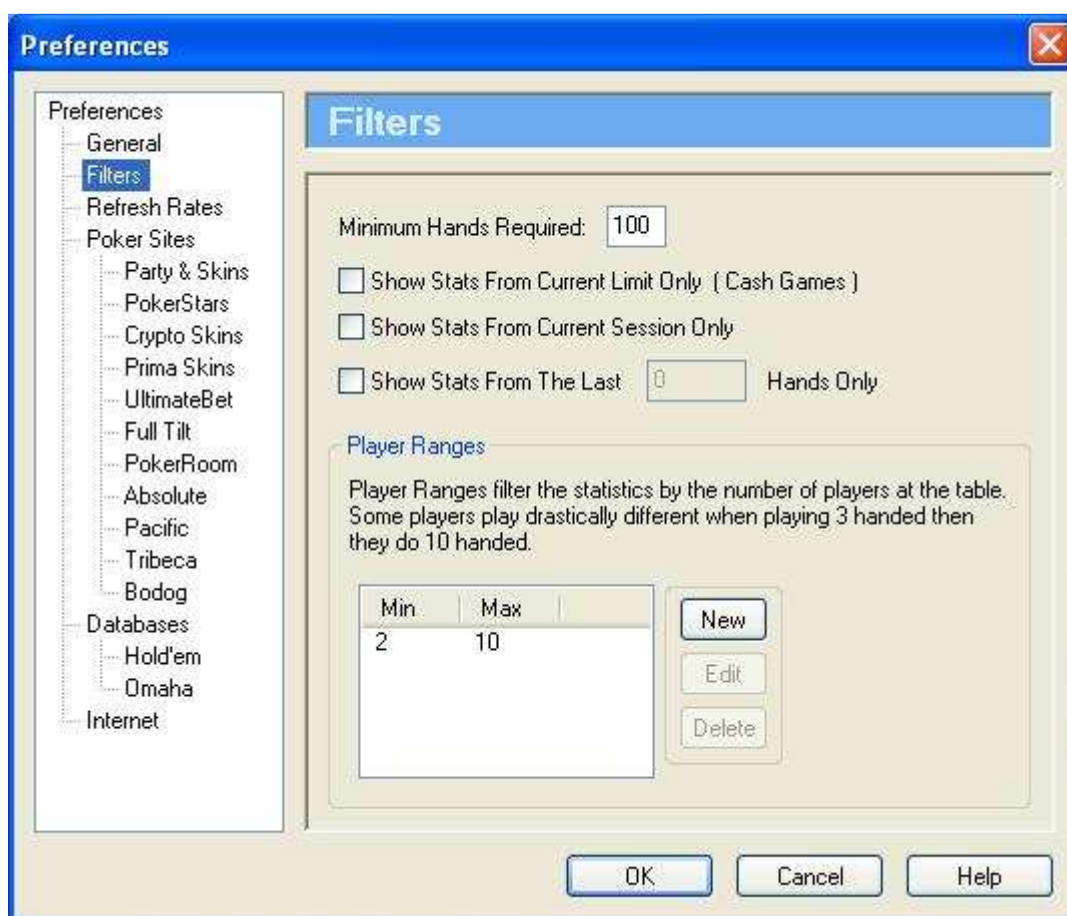 Preferences
Preferences
General
Filters
Refresh Rates
Poker Sites
Party & Skins
PokerStars
Crypto Skins
Prima Skins
UltimateBet
Full Tilt
PokerRoom
Absolute
Pacific
Tribeca
Bodog
Databases
Hold'em
Omaha
Internet
Filters
Minimum Hands Required: 100
Show Stats From Current Limit Only ( Cash Games )
Show Stats From Current Session Only
Show Stats From The Last 0 Hands Only
Player Ranges
Player Ranges filter the statistics by the number of players at the table.
Some players play drastically different when playing 3 handed then
they do 10 handed.
Min Max
2 10
New
Edit
Delete
OK Cancel Help